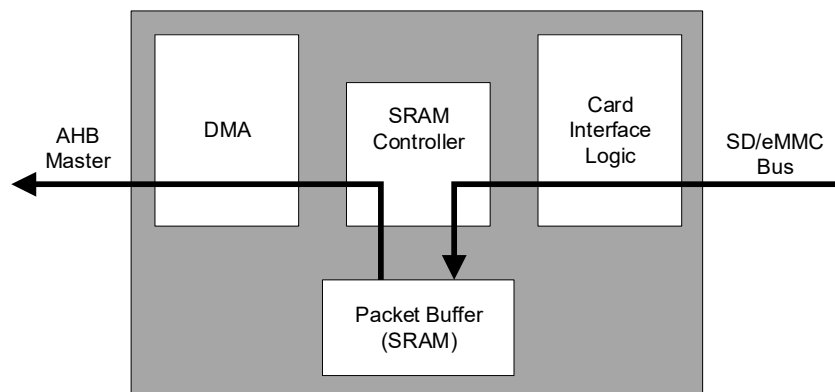 AHB
Master
DMA
SRAM
Controller
Card
Interface
Logic
SD/eMMC
Bus
Packet Buffer
(SRAM)